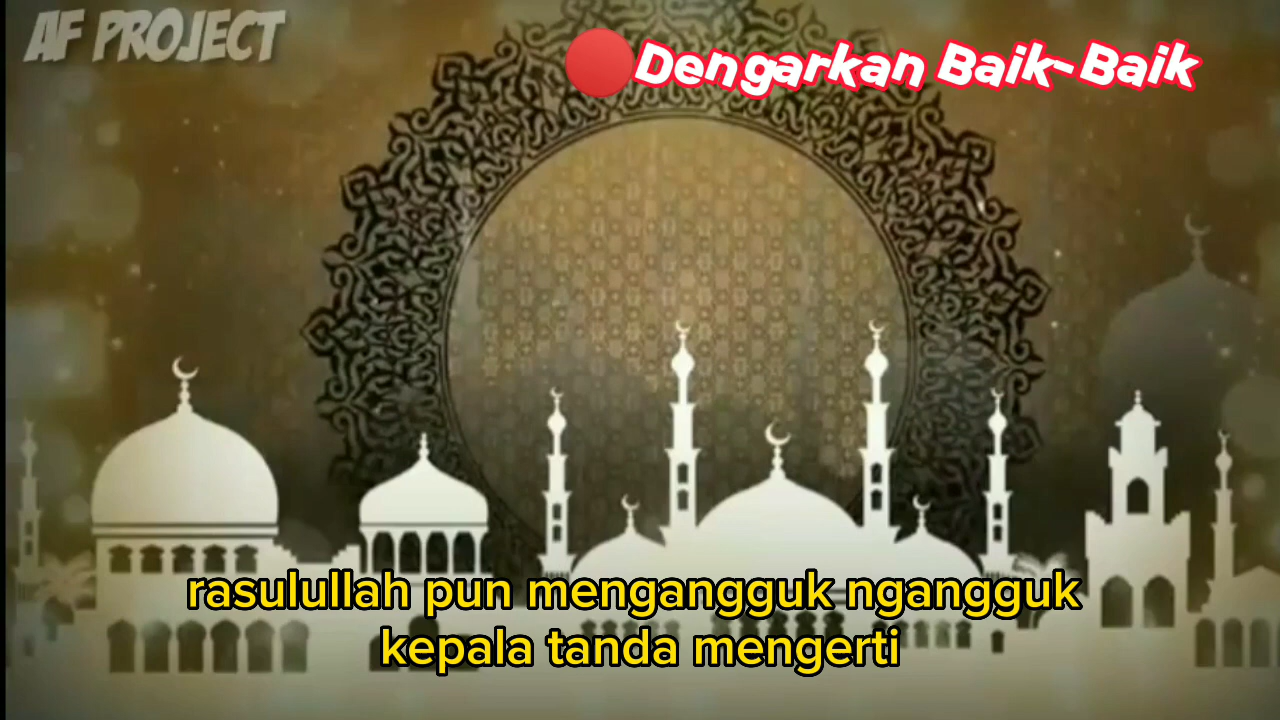 AF PROJECT
Dengarkan Baik-Baik
rasulullah pun mengangguk ngangguk
kepala tanda mengerti